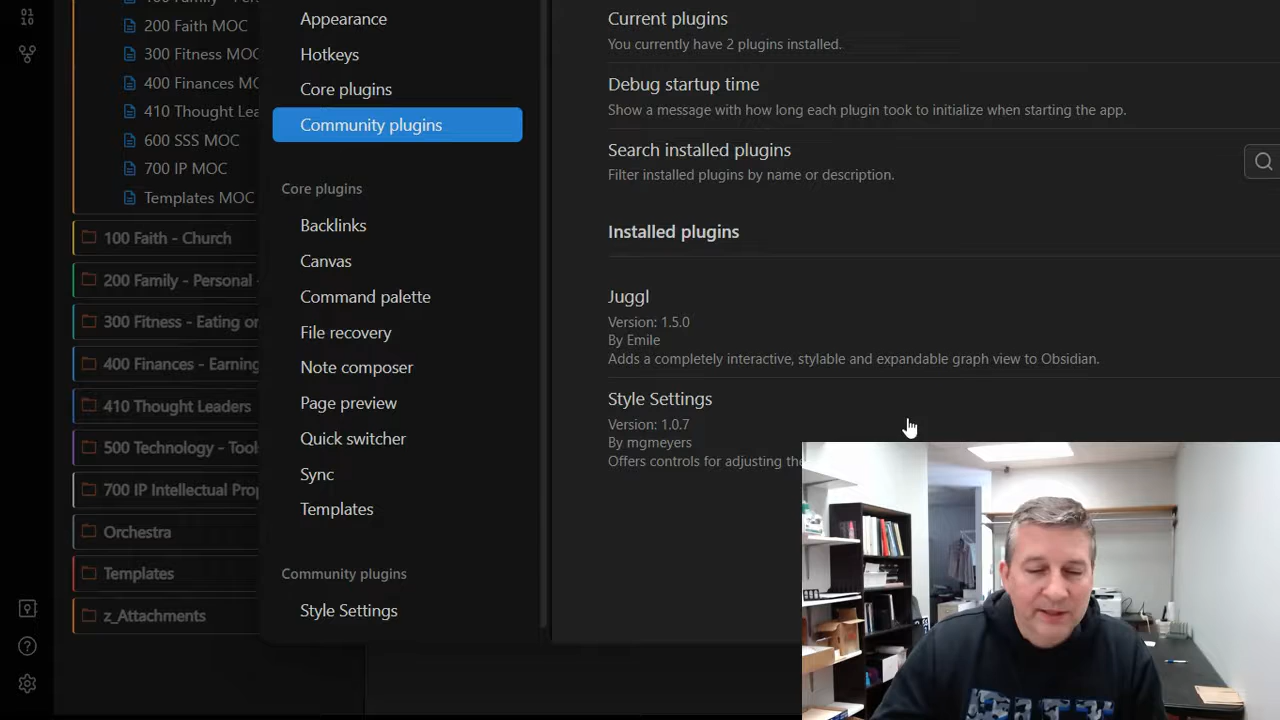 200 Faith MOC
300 Fitness MOC
400 Finances MO
410 Thought Lea
600 SSS MOC
700 IP MOC
Templates MOC
100 Faith - Church
200 Family - Personal -
300 Fitness - Eating or
400 Finances - Earning
410 Thought Leaders
500 Technology - Tool
700 IP Intellectual Prop
Orchestra
Templates
z_Attachments
Appearance
Hotkeys
Core plugins
Community plugins
Core plugins
Backlinks
Canvas
Command palette
File recovery
Note composer
Page preview
Quick switcher
Sync
Templates
Community plugins
Style Settings
Current plugins
You currently have 2 plugins installed.
Debug startup time
Show a message with how long each plugin took to initialize when starting the app.
Search installed plugins
Filter installed plugins by name or description.
Installed plugins
Juggl
Version: 1.5.0
By Emile
Adds a completely interactive, stylable and expandable graph view to Obsidian.
Style Settings
Version: 1.0.7
By mgmeyers
Offers controls for adjusting the